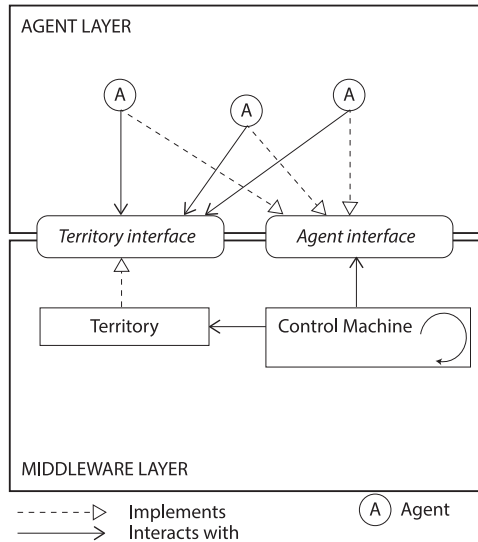 AGENT LAYER
A
A
A
Territory interface
Agent interface
Territory
Control Machine
MIDDLEWARE LAYER
Implements
A Agent
Interacts with